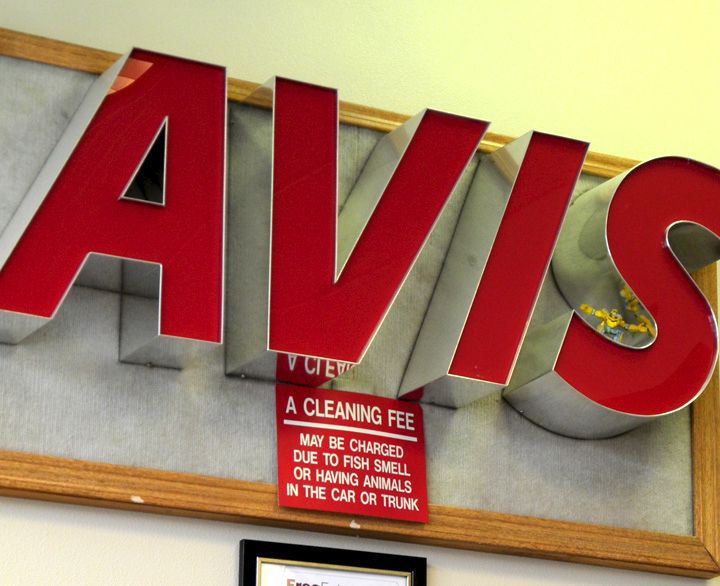 AVIS
A CLEANING FEE
MAY BE CHARGED
DUE TO FISH SMELL
OR HAVING ANIMALS
IN THE CAR OR TRUNK